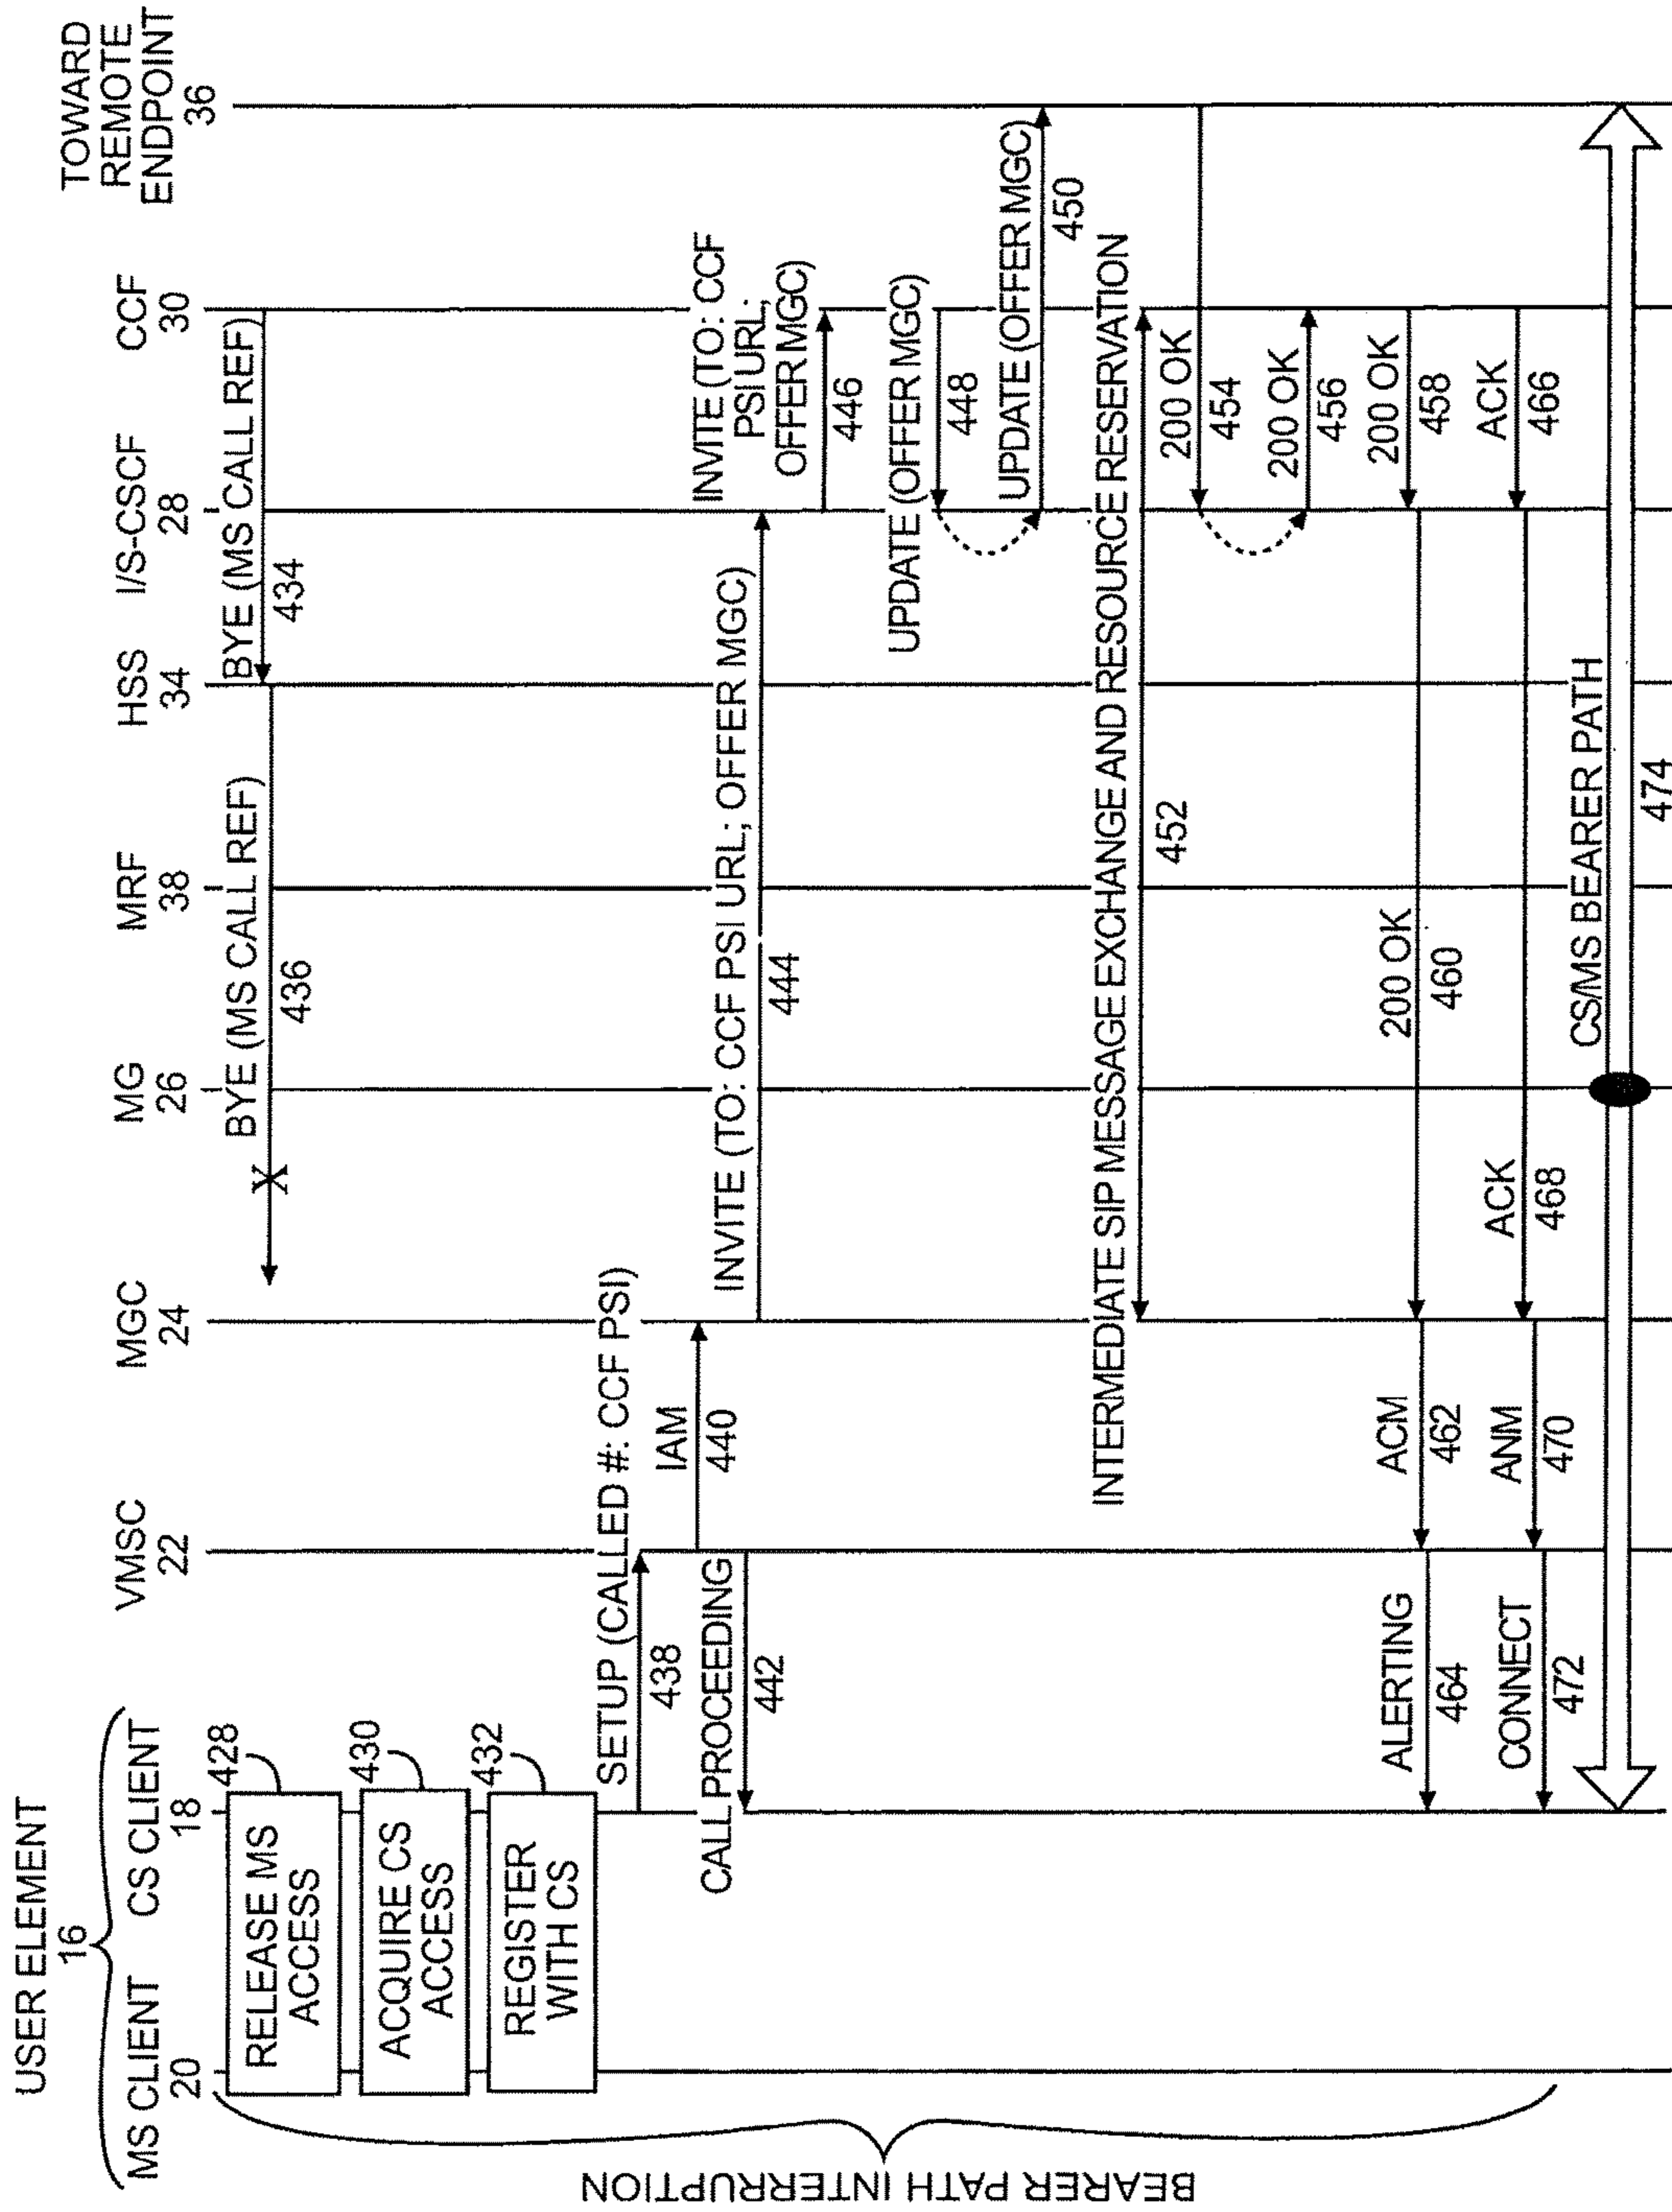 USER ELEMENT
16
MS CLIENT
20
CS CLIENT
18
VMSC
22
MGC
24
MG
26
MRF
38
HSS
34
I/S-CSCF
28
CCF
30
TOWARD
REMOTE
ENDPOINT
36
RELEASE MS
ACCESS
428
ACQUIRE CS
ACCESS
430
REGISTER
WITH CS
432
BYE (MS CALL REF)
434
BYE (MS CALL REF)
436
X
SETUP (CALLED #: CCF PSI)
438
IAM
440
CALL PROCEEDING
442
INVITE (TO: CCF PSI URL; OFFER MGC)
444
INVITE (TO: CCF
PSI URL;
OFFER MGC)
446
UPDATE (OFFER MGC)
448
UPDATE (OFFER MGC)
450
INTERMEDIATE SIP MESSAGE EXCHANGE AND RESOURCE RESERVATION
452
200 OK
454
200 OK
456
200 OK
458
200 OK
460
ACM
462
ALERTING
464
ACK
466
ACK
468
ANM
470
CONNECT
472
CS/MS BEARER PATH
474
BEARER PATH INTERRUPTION